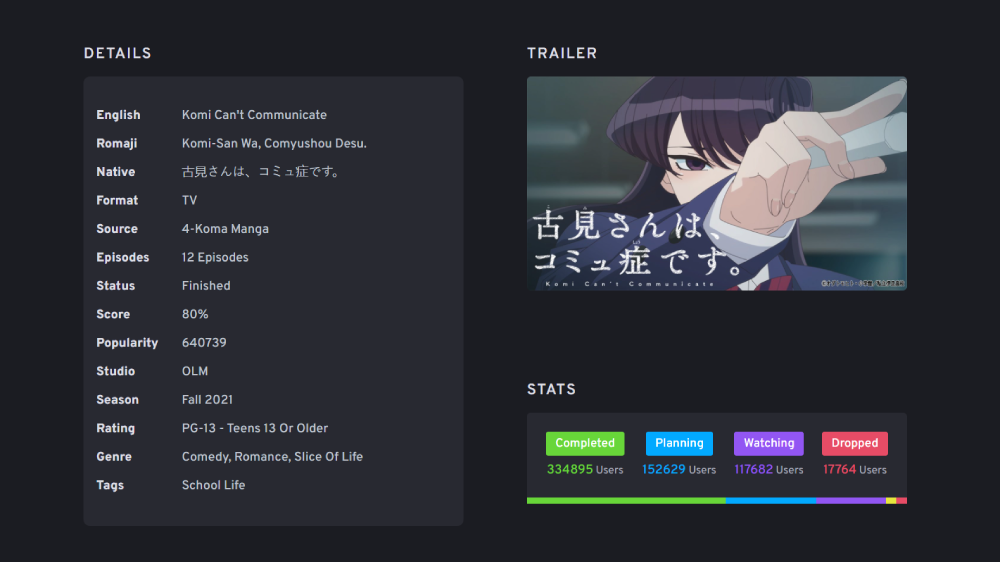 DETAILS
English Komi Can't Communicate
Romaji Komi-San Wa, Comyushou Desu.
Native 古見さんは、コミュ症です。
Format TV
Source 4-Koma Manga
Episodes 12 Episodes
Status Finished
Score 80%
Popularity 640739
Studio OLM
Season Fall 2021
Rating PG-13 - Teens 13 Or Older
Genre Comedy, Romance, Slice Of Life
Tags School Life
TRAILER
古見さんは、
コミュ症です。
Komi Can't Communicate
STATS
Completed Planning Watching Dropped
334895 Users 152629 Users 117682 Users 17764 Users